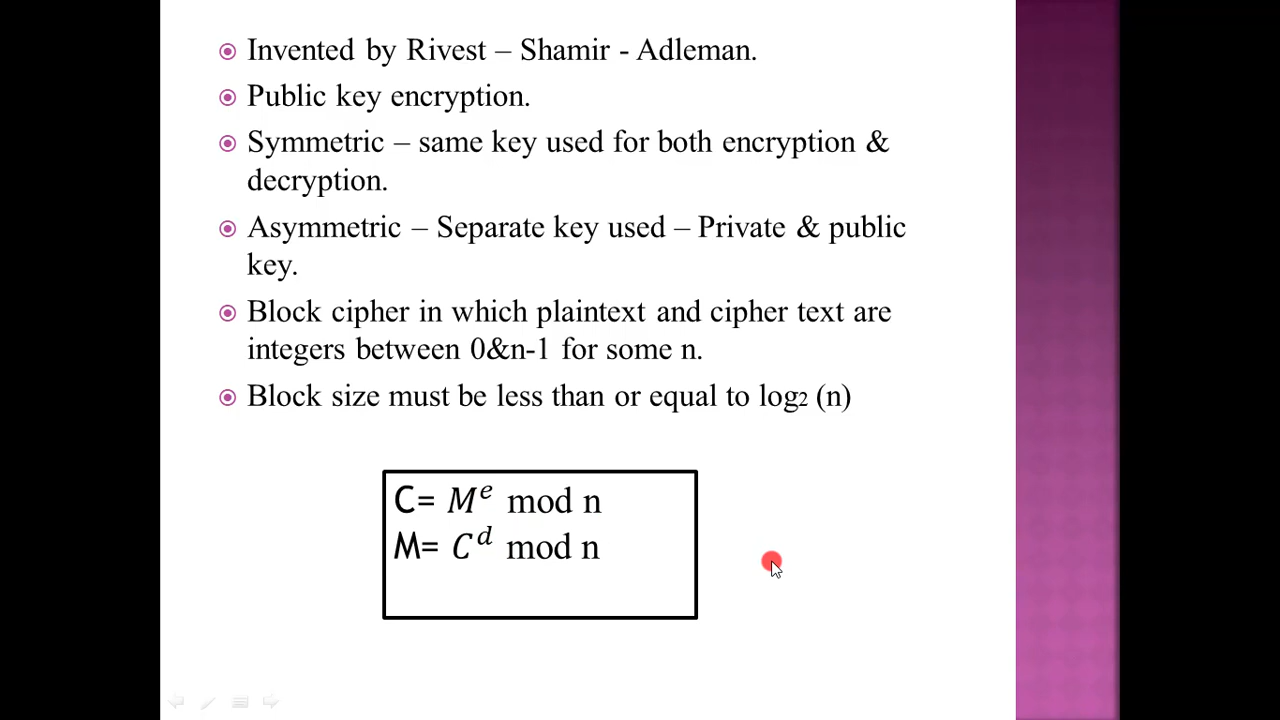 Invented by Rivest – Shamir - Adleman.
Public key encryption.
Symmetric – same key used for both encryption &
decryption.
Asymmetric – Separate key used – Private & public
key.
Block cipher in which plaintext and cipher text are
integers between 0&n-1 for some n.
Block size must be less than or equal to log₂ (n)
C= Mᵉ mod n
M= Cᵈ mod n